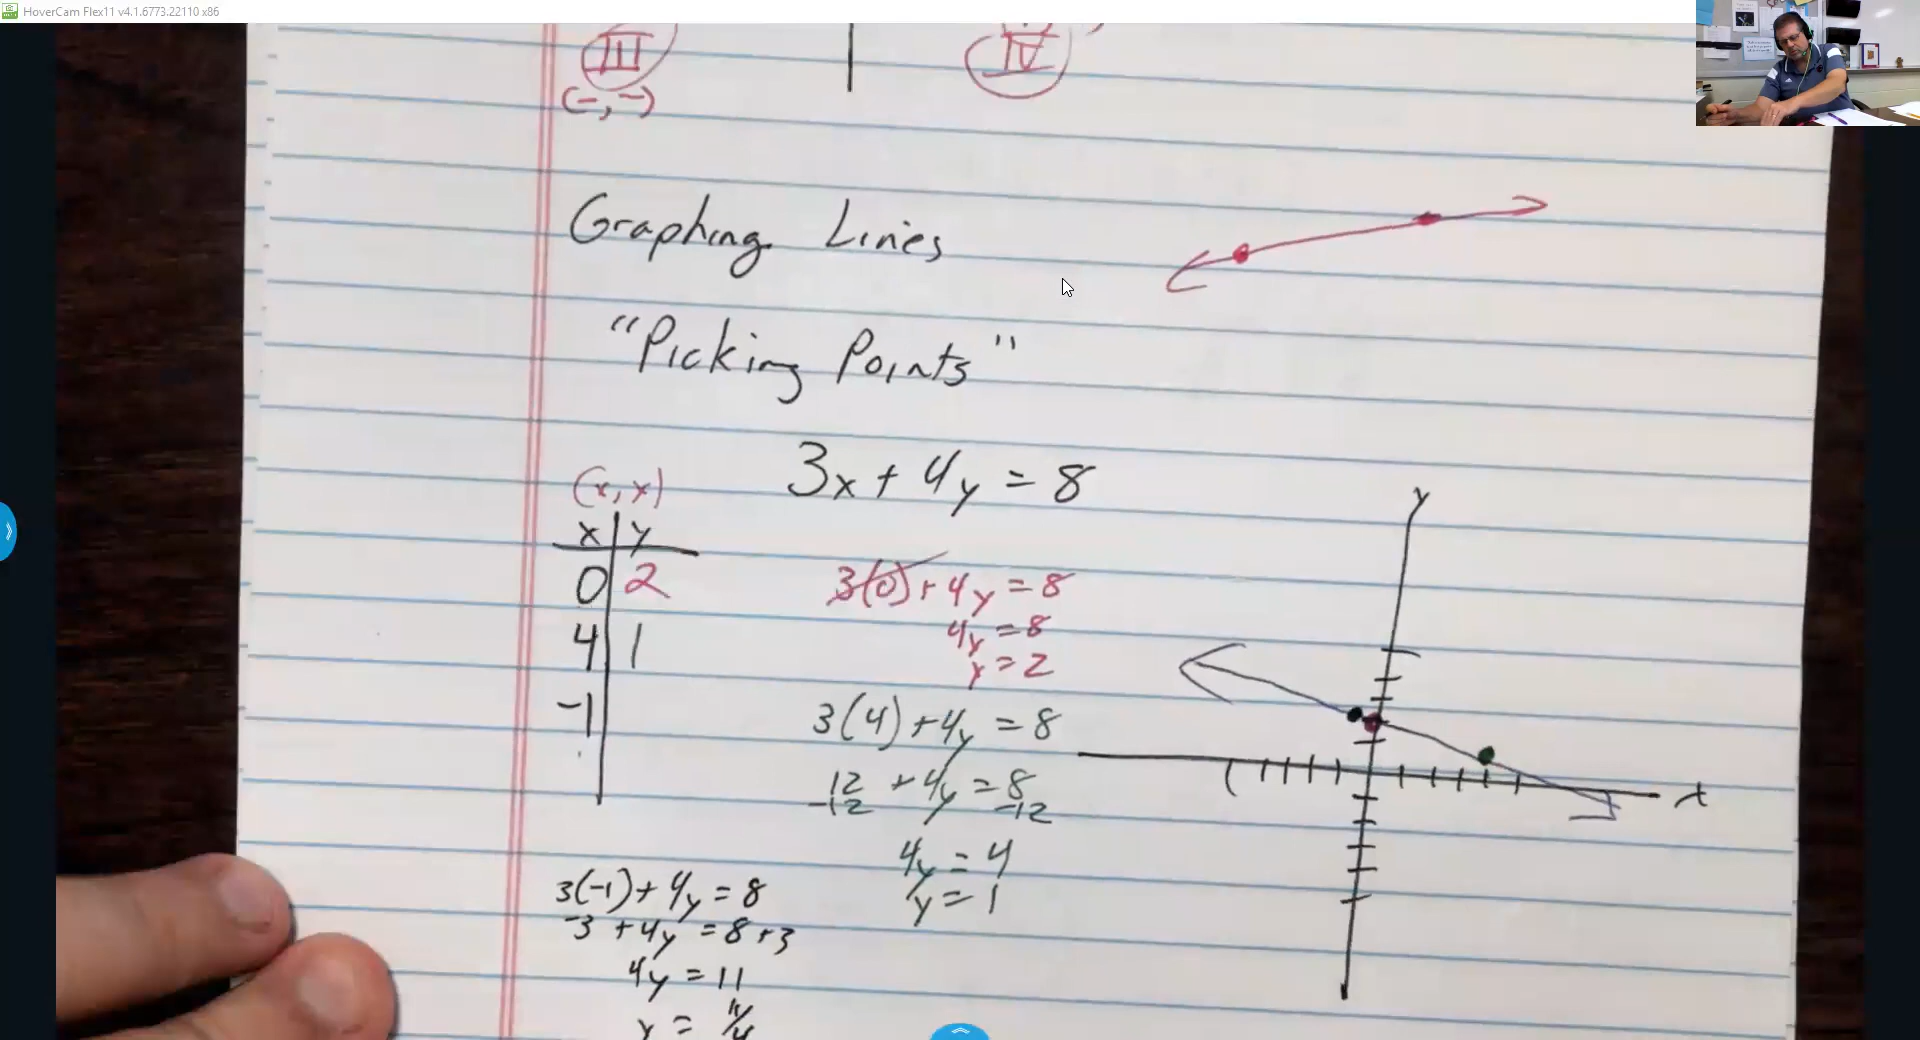 HoverCam Flex11 v4.1.6773.22110 x86
III
IV
(-,-)
Graphing Lines
"Picking Points"
3x + 4y = 8
(x, x)
x y
0 2
4 1
-1
3(0) + 4y = 8
4y = 8
y = 2
3(4) + 4y = 8
12 + 4y = 8
-12 -12
4y = 4
y = 1
3(-1) + 4y = 8
-3 + 4y = 8 + 3
4y = 11
y = 11/4
y
x